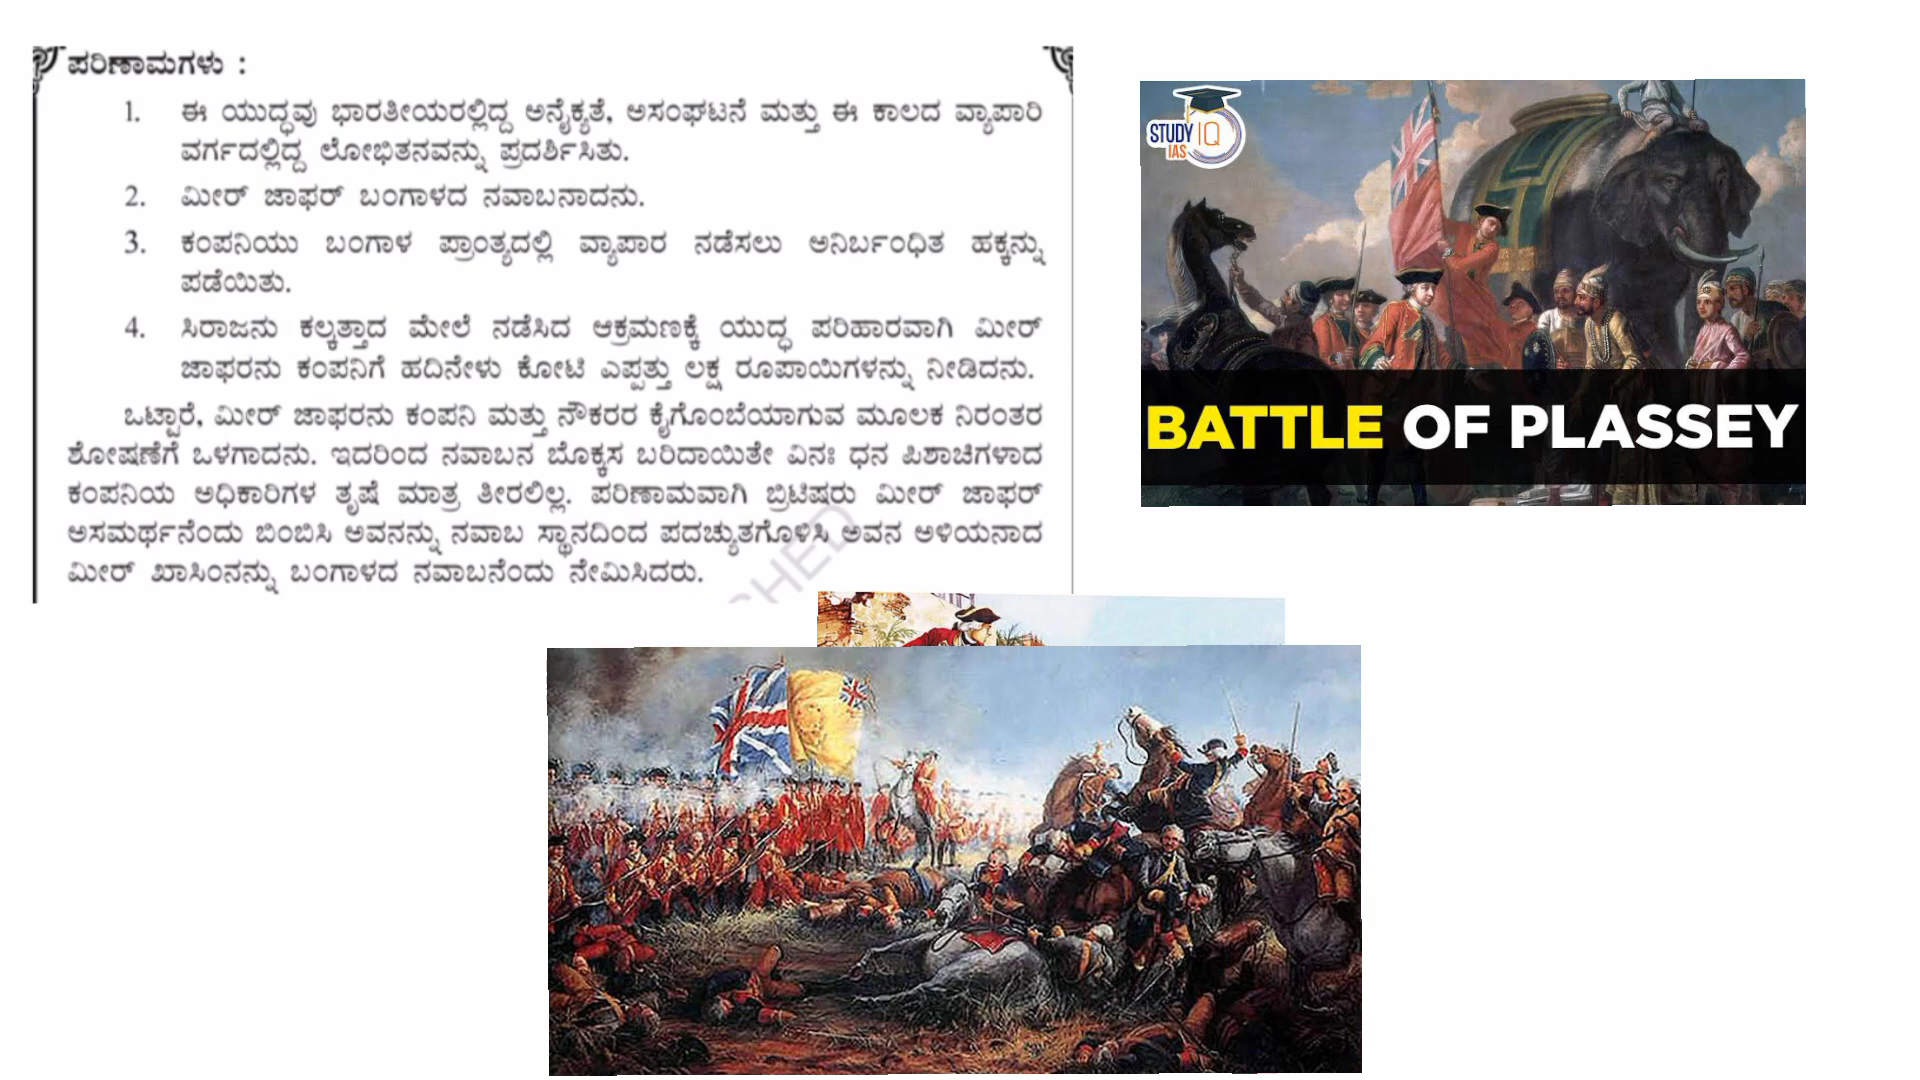 ಪರಿಣಾಮಗಳು :
1. ಈ ಯುದ್ಧವು ಭಾರತೀಯರಲ್ಲಿದ್ದ ಅನೈಕ್ಯತೆ, ಅಸಂಘಟನೆ ಮತ್ತು ಈ ಕಾಲದ ವ್ಯಾಪಾರಿ
ವರ್ಗದಲ್ಲಿದ್ದ ಲೋಭಿತನವನ್ನು ಪ್ರದರ್ಶಿಸಿತು.
2. ಮೀರ್ ಜಾಫರ್ ಬಂಗಾಳದ ನವಾಬನಾದನು.
3. ಕಂಪನಿಯು ಬಂಗಾಳ ಪ್ರಾಂತ್ಯದಲ್ಲಿ ವ್ಯಾಪಾರ ನಡೆಸಲು ಅನಿರ್ಬಂಧಿತ ಹಕ್ಕನ್ನು
ಪಡೆಯಿತು.
4. ಸಿರಾಜನು ಕಲ್ಕತ್ತಾದ ಮೇಲೆ ನಡೆಸಿದ ಆಕ್ರಮಣಕ್ಕೆ ಯುದ್ಧ ಪರಿಹಾರವಾಗಿ ಮೀರ್
ಜಾಫರನು ಕಂಪನಿಗೆ ಹದಿನೇಳು ಕೋಟಿ ಎಪ್ಪತ್ತು ಲಕ್ಷ ರೂಪಾಯಿಗಳನ್ನು ನೀಡಿದನು.
ಒಟ್ಟಾರೆ, ಮೀರ್ ಜಾಫರನು ಕಂಪನಿ ಮತ್ತು ನೌಕರರ ಕೈಗೊಂಬೆಯಾಗುವ ಮೂಲಕ ನಿರಂತರ
ಶೋಷಣೆಗೆ ಒಳಗಾದನು. ಇದರಿಂದ ನವಾಬನ ಬೊಕ್ಕಸ ಬರಿದಾಯಿತೇ ವಿನಃ ಧನ ಪಿಶಾಚಿಗಳಾದ
ಕಂಪನಿಯ ಅಧಿಕಾರಿಗಳ ತೃಷೆ ಮಾತ್ರ ತೀರಲಿಲ್ಲ. ಪರಿಣಾಮವಾಗಿ ಬ್ರಿಟಿಷರು ಮೀರ್ ಜಾಫರ್
ಅಸಮರ್ಥನೆಂದು ಬಿಂಬಿಸಿ ಅವನನ್ನು ನವಾಬ ಸ್ಥಾನದಿಂದ ಪದಚ್ಯುತಗೊಳಿಸಿ ಅವನ ಅಳಿಯನಾದ
ಮೀರ್ ಖಾಸಿಂನನ್ನು ಬಂಗಾಳದ ನವಾಬನೆಂದು ನೇಮಿಸಿದರು.
STUDY IQ
IAS
BATTLE OF PLASSEY